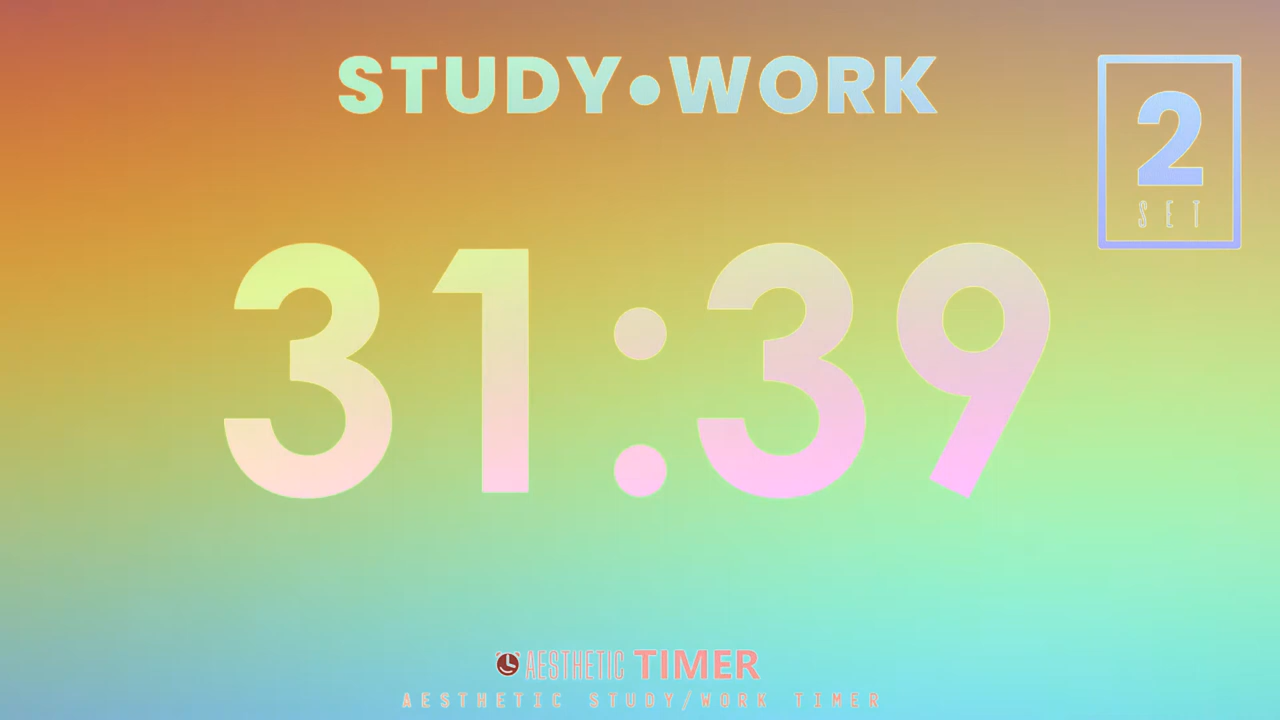 STUDY•WORK
2
SET
31:39
AESTHETIC TIMER
AESTHETIC STUDY/WORK TIMER